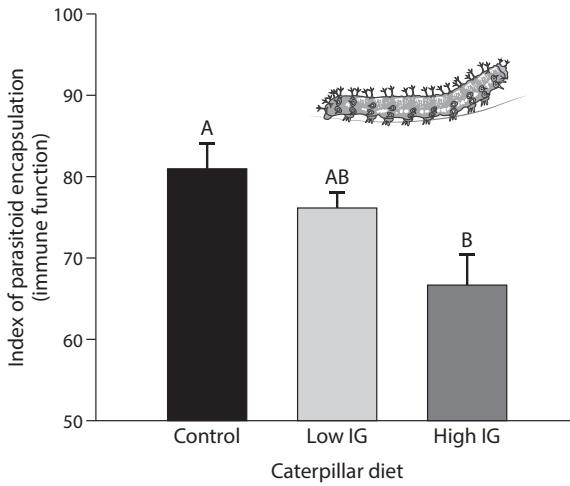 100
90
80
70
60
50
Index of parasitoid encapsulation
(immune function)
A
AB
B
Control
Low IG
High IG
Caterpillar diet